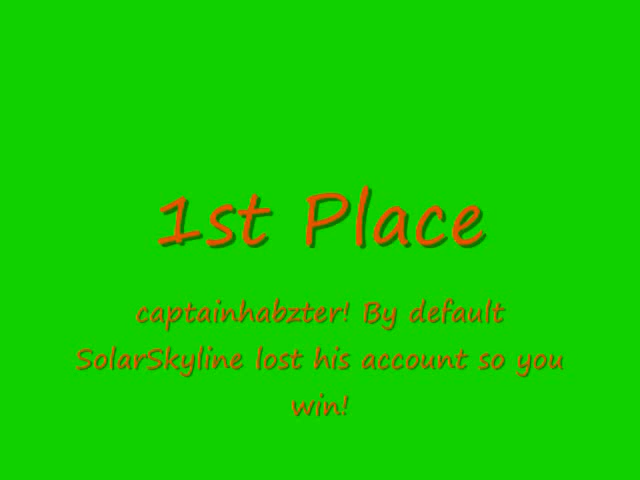 1st Place
captainhabzter! By default
SolarSkyline lost his account so you
win!